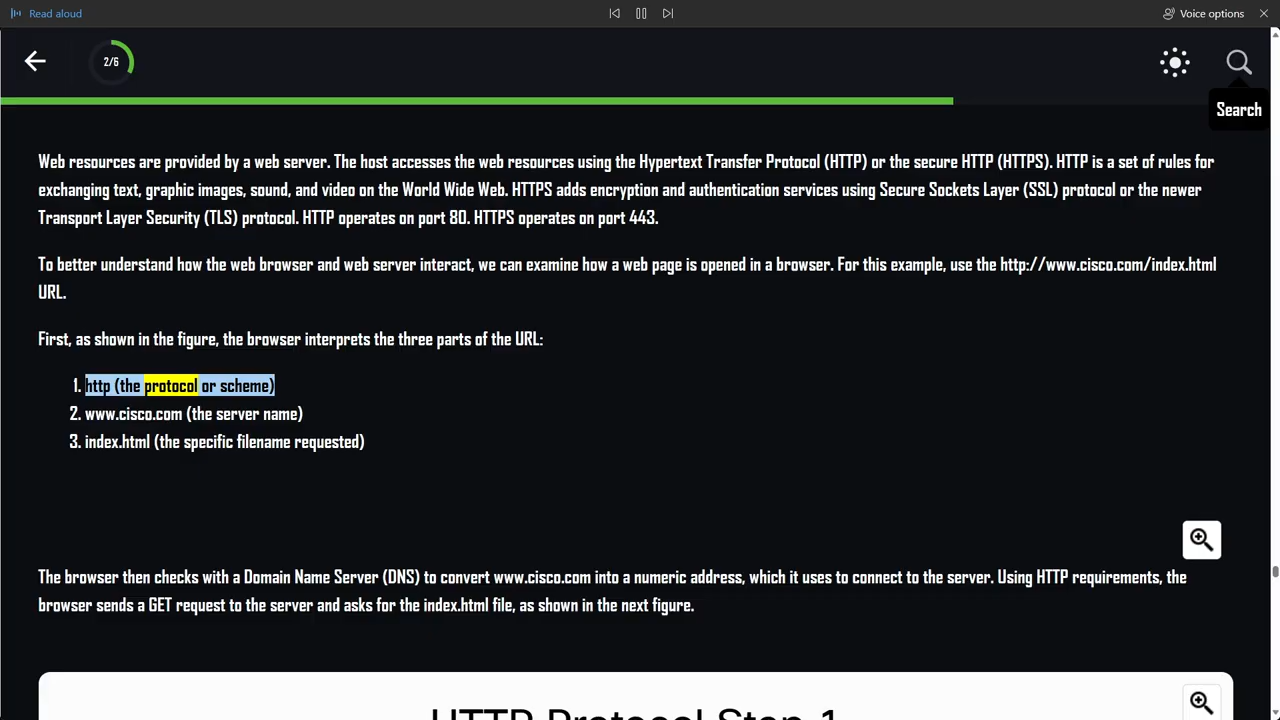 Read aloud
Voice options
2/6
Search
Web resources are provided by a web server. The host accesses the web resources using the Hypertext Transfer Protocol (HTTP) or the secure HTTP (HTTPS). HTTP is a set of rules for
exchanging text, graphic images, sound, and video on the World Wide Web. HTTPS adds encryption and authentication services using Secure Sockets Layer (SSL) protocol or the newer
Transport Layer Security (TLS) protocol. HTTP operates on port 80. HTTPS operates on port 443.
To better understand how the web browser and web server interact, we can examine how a web page is opened in a browser. For this example, use the http://www.cisco.com/index.html
URL.
First, as shown in the figure, the browser interprets the three parts of the URL:
1. http (the protocol or scheme)
2. www.cisco.com (the server name)
3. index.html (the specific filename requested)
The browser then checks with a Domain Name Server (DNS) to convert www.cisco.com into a numeric address, which it uses to connect to the server. Using HTTP requirements, the
browser sends a GET request to the server and asks for the index.html file, as shown in the next figure.
HTTP Protocol Step 1